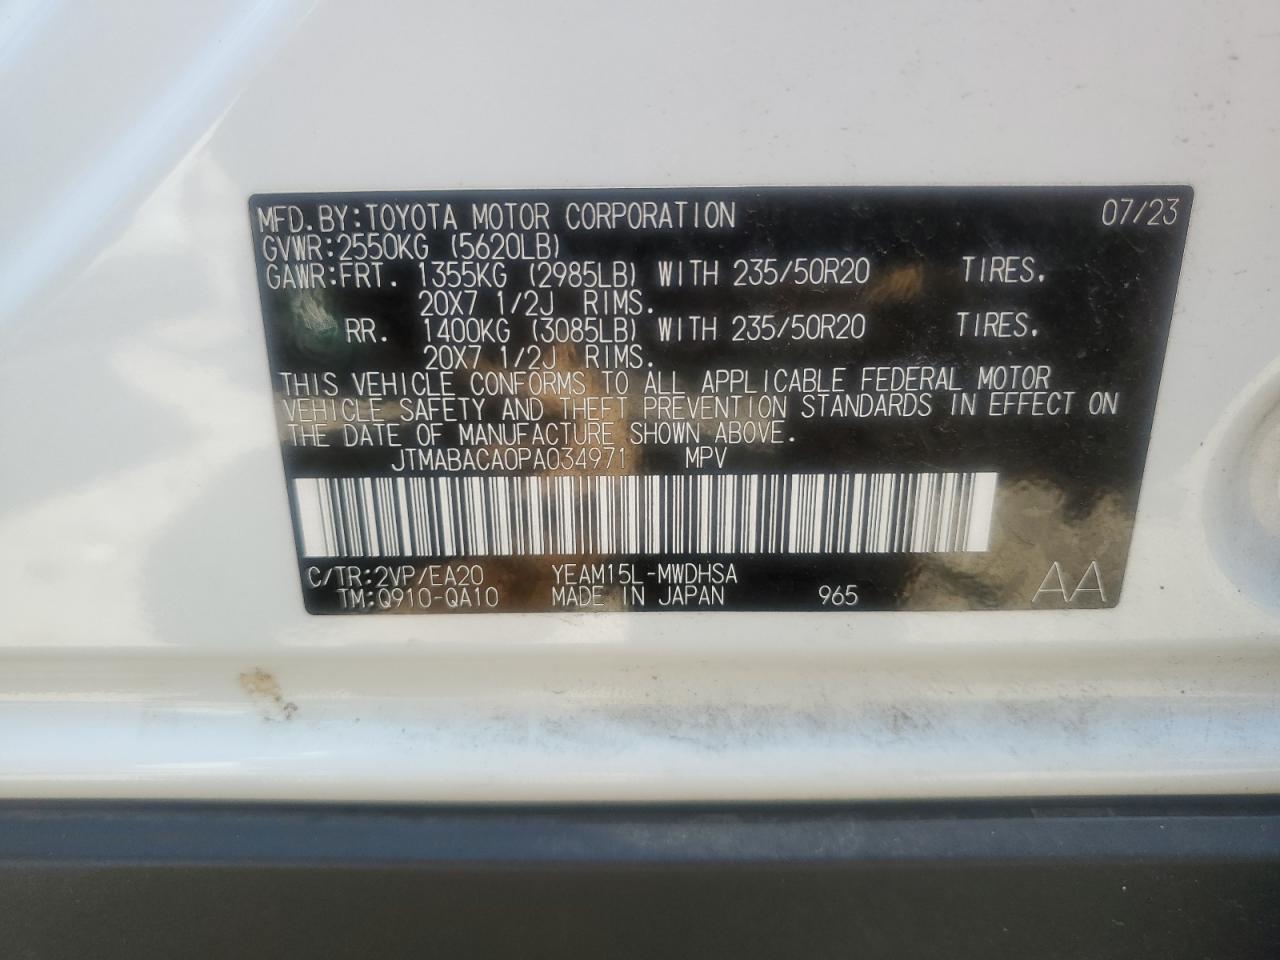 MFD.BY:TOYOTA MOTOR CORPORATION 07/23
GVWR:2550KG (5620LB)
GAWR:FRT. 1355KG (2985LB) WITH 235/50R20 TIRES,
20X7 1/2J RIMS.
RR. 1400KG (3085LB) WITH 235/50R20 TIRES,
20X7 1/2J RIMS.
THIS VEHICLE CONFORMS TO ALL APPLICABLE FEDERAL MOTOR
VEHICLE SAFETY AND THEFT PREVENTION STANDARDS IN EFFECT ON
THE DATE OF MANUFACTURE SHOWN ABOVE.
JTMABACA0PA034971 MPV
C/TR:2VP/EA20 YEAM15L-MWDHSA
TM:Q910-QA10 MADE IN JAPAN 965 AA